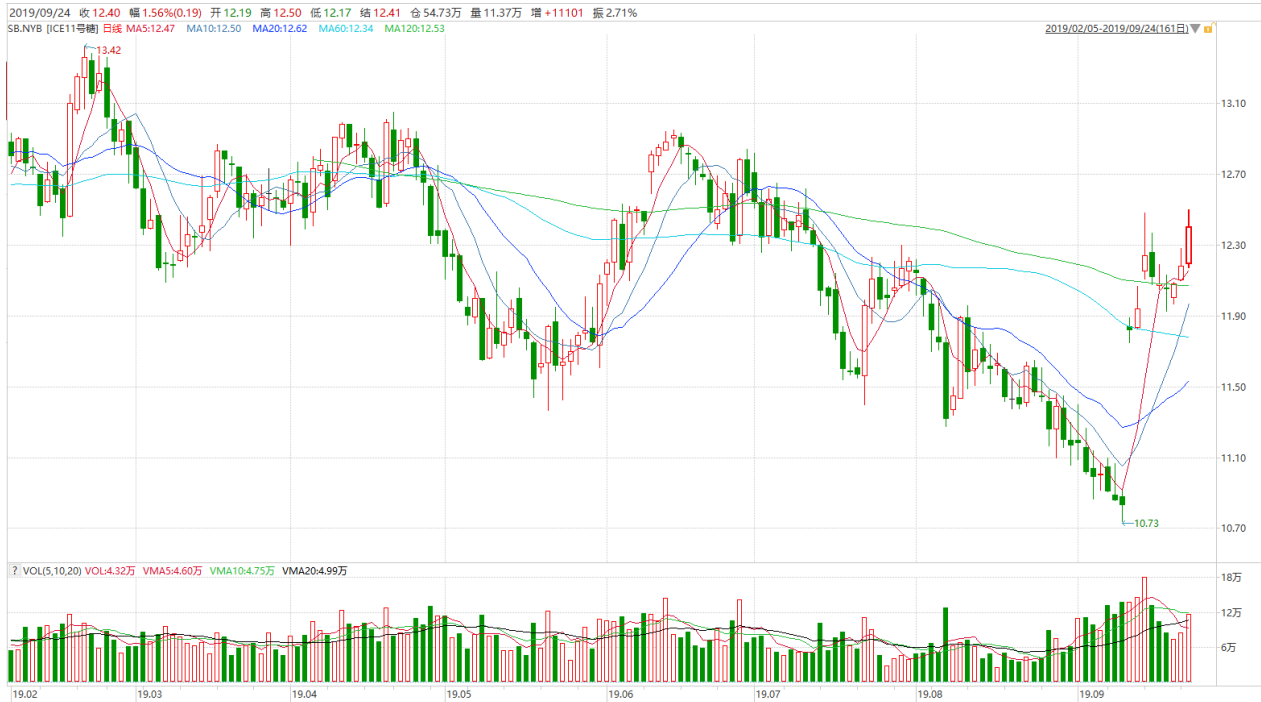 2019/09/24 收 12.40 幅 1.56%(0.19) 开 12.19 高 12.50 低 12.17 结 12.41 仓 54.73万 量 11.37万 增 +11101 振 2.71%
SB.NYB [ICE11号糖] 日线 MA5:12.47 MA10:12.50 MA20:12.62 MA60:12.34 MA120:12.53 2019/02/05-2019/09/24(161日)
13.42
13.10
12.70
12.30
11.90
11.50
11.10
10.73
10.70
? VOL(5,10,20) VOL:4.32万 VMA5:4.60万 VMA10:4.75万 VMA20:4.99万
18万
12万
6万
19.02 19.03 19.04 19.05 19.06 19.07 19.08 19.09